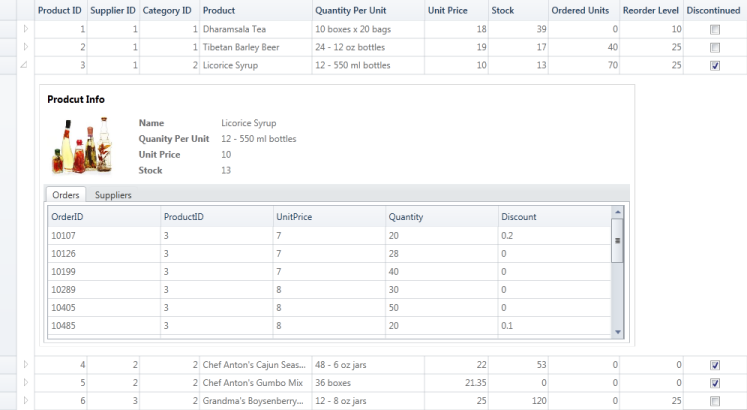 Product ID Supplier ID Category ID Product Quantity Per Unit Unit Price Stock Ordered Units Reorder Level Discontinued
1 1 1 Dharamsala Tea 10 boxes x 20 bags 18 39 0 10
2 1 1 Tibetan Barley Beer 24 - 12 oz bottles 19 17 40 25
3 1 2 Licorice Syrup 12 - 550 ml bottles 10 13 70 25
Prodcut Info
Name Licorice Syrup
Quanity Per Unit 12 - 550 ml bottles
Unit Price 10
Stock 13
Orders Suppliers
OrderID ProductID UnitPrice Quantity Discount
10107 3 7 20 0.2
10126 3 7 28 0
10199 3 7 40 0
10289 3 8 30 0
10405 3 8 50 0
10485 3 8 20 0.1
4 2 2 Chef Anton's Cajun Seas... 48 - 6 oz jars 22 53 0 0
5 2 2 Chef Anton's Gumbo Mix 36 boxes 21.35 0 0 0
6 3 2 Grandma's Boysenberry... 12 - 8 oz jars 25 120 0 25